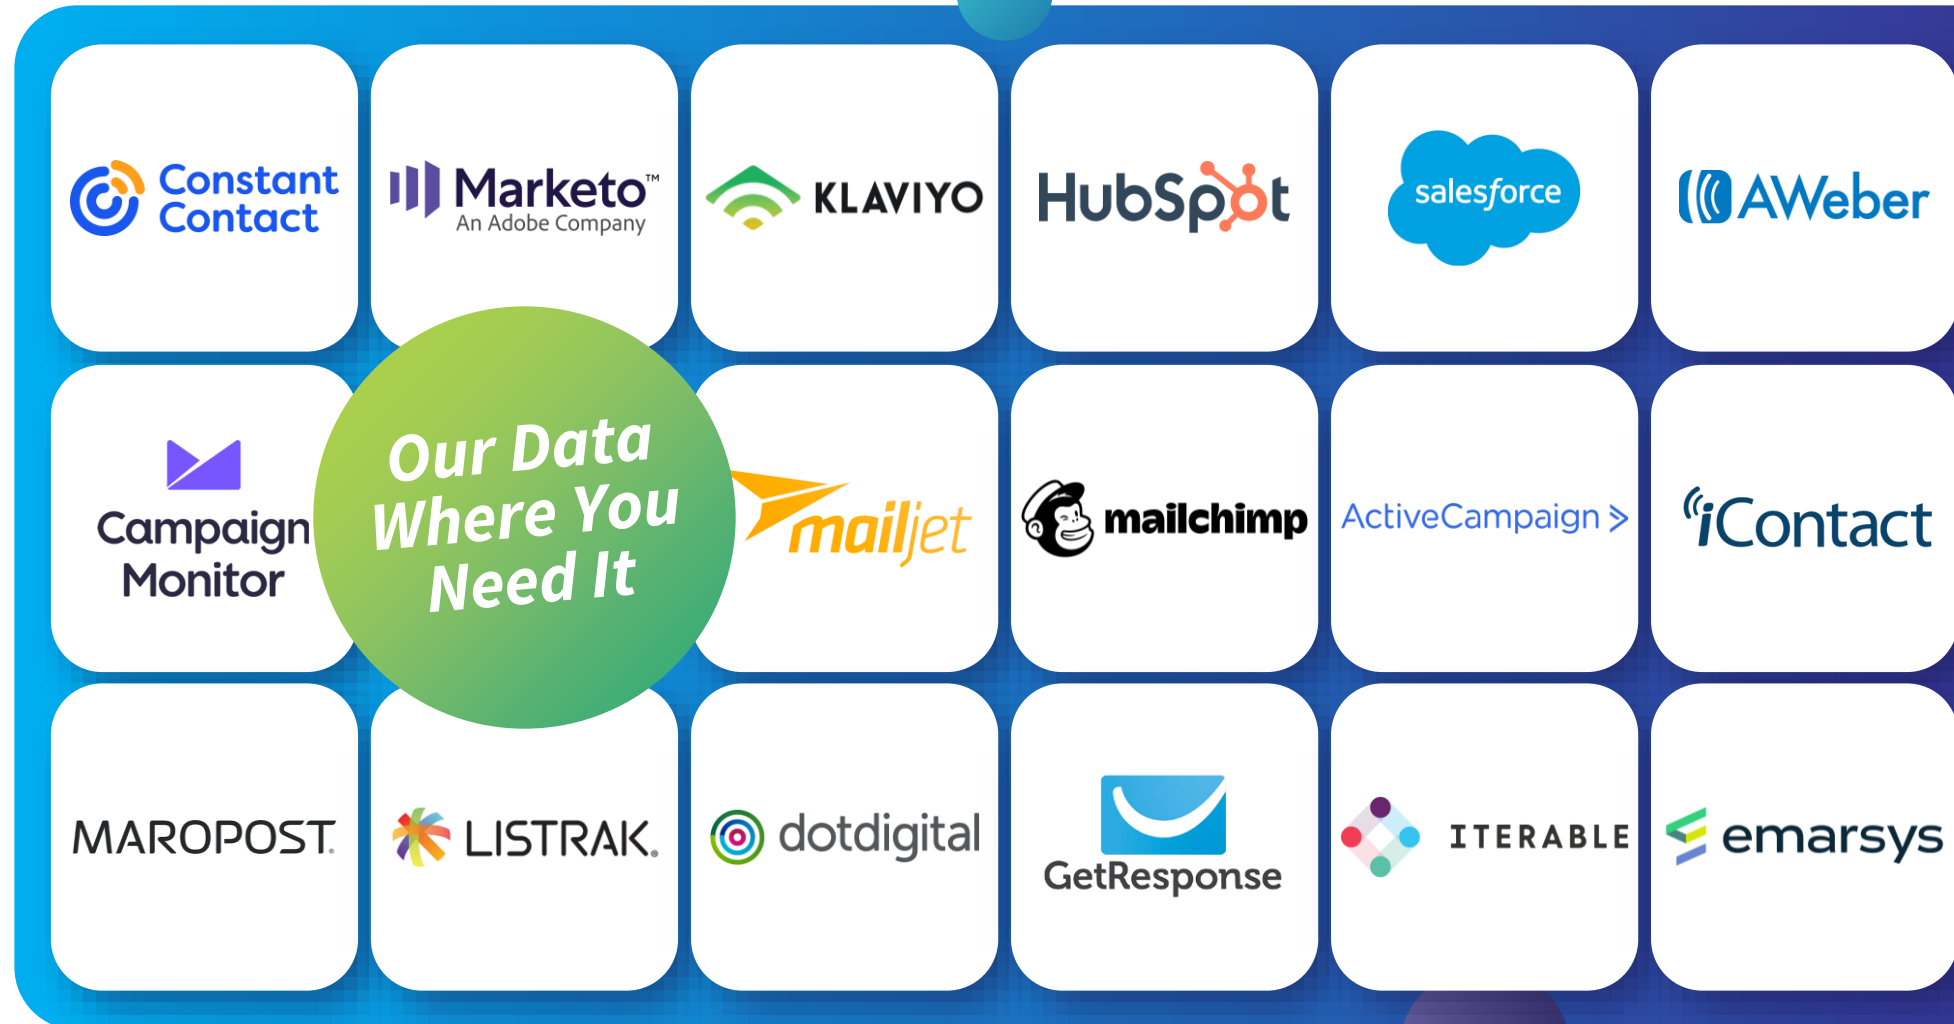 Constant
Contact
Marketo™
An Adobe Company
KLAVIYO
HubSpot
salesforce
AWeber
Campaign
Monitor
Our Data
Where You
Need It
mailjet
mailchimp
ActiveCampaign >
iContact
MAROPOST®
LISTRAK®
dotdigital
GetResponse
ITERABLE
emarsys